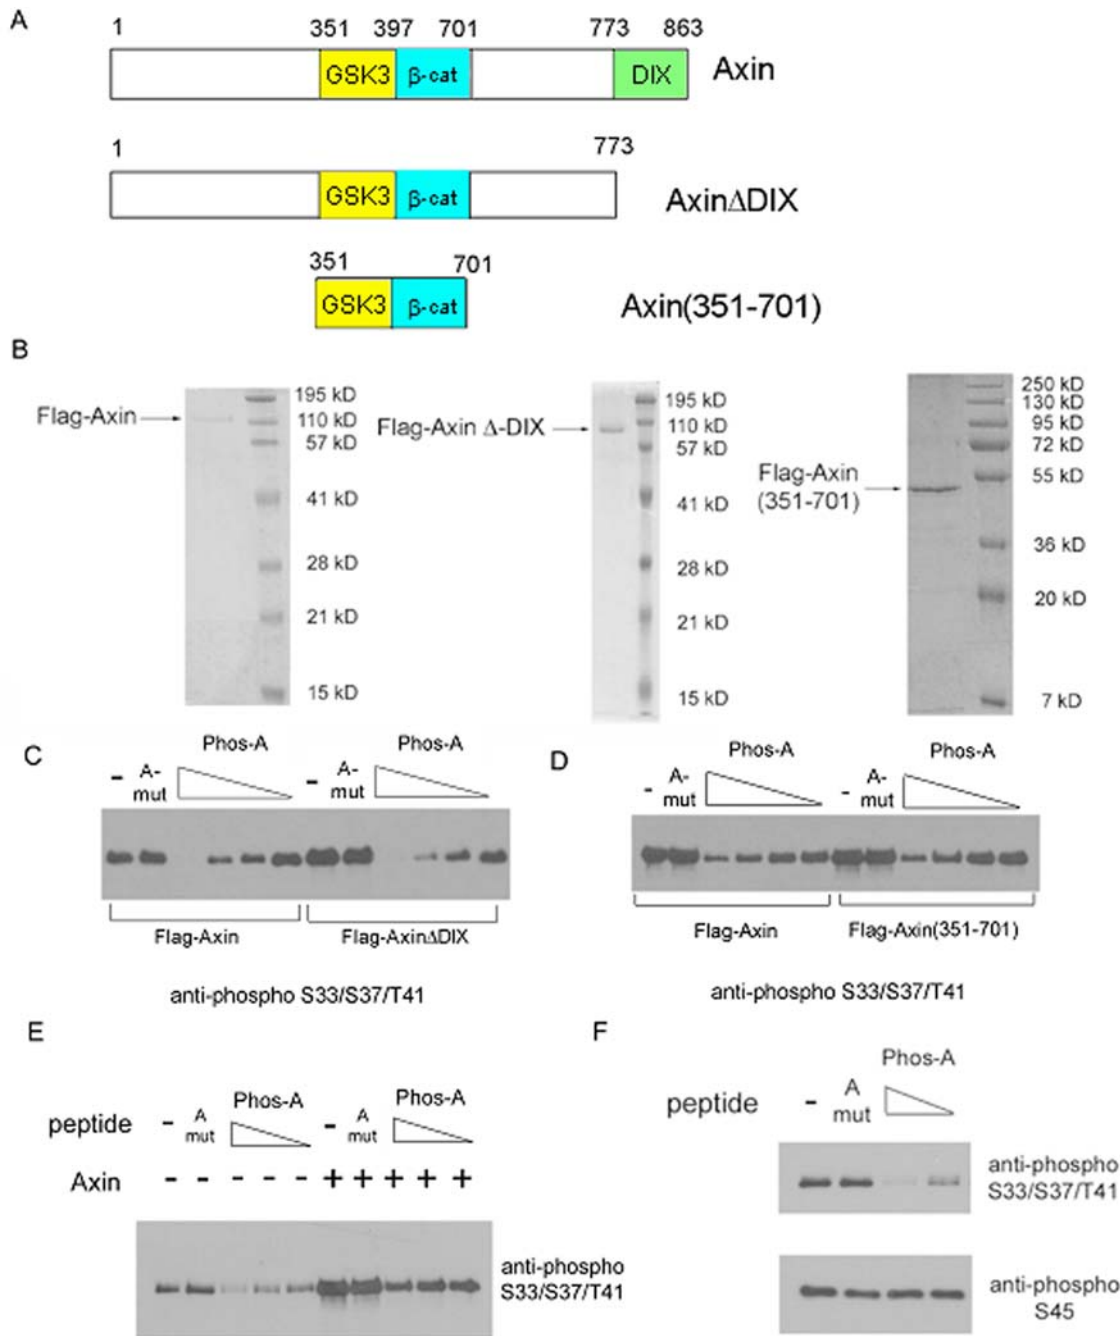 A
1 351 397 701 773 863
GSK3 β-cat DIX Axin
1 773
GSK3 β-cat AxinΔDIX
351 701
GSK3 β-cat Axin(351-701)
B
Flag-Axin
195 kD
110 kD
57 kD
41 kD
28 kD
21 kD
15 kD
Flag-Axin Δ-DIX
195 kD
110 kD
57 kD
41 kD
28 kD
21 kD
15 kD
Flag-Axin
(351-701)
250 kD
130 kD
95 kD
72 kD
55 kD
36 kD
20 kD
7 kD
C
Phos-A Phos-A
- A-mut - A-mut
Flag-Axin Flag-AxinΔDIX
anti-phospho S33/S37/T41
D
Phos-A Phos-A
- A-mut - A-mut
Flag-Axin Flag-Axin(351-701)
anti-phospho S33/S37/T41
E
Phos-A Phos-A
peptide - A mut - A mut
Axin - - - - - + + + + +
anti-phospho
S33/S37/T41
F
Phos-A
peptide - A mut
anti-phospho
S33/S37/T41
anti-phospho
S45